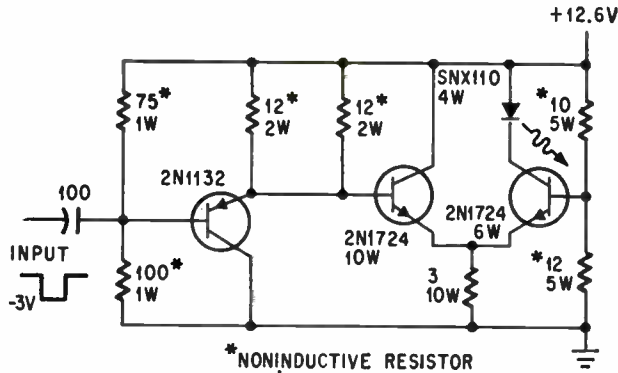 +12.6V
75*
1W
12*
2W
12*
2W
SNX110
4W
*10
5W
2N1132
100
INPUT
-3V
100*
1W
2N1724
10W
2N1724
6W
3
10W
*12
5W
*NONINDUCTIVE RESISTOR